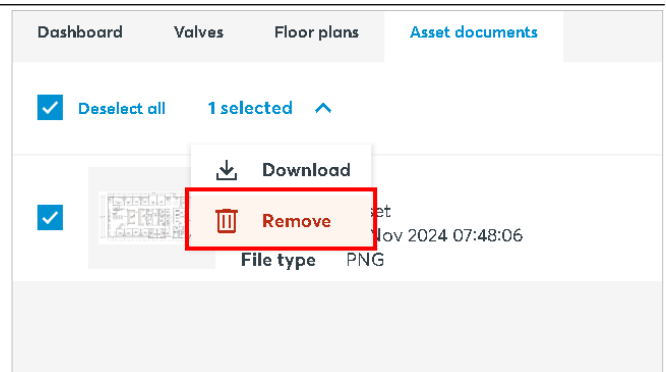 Dashboard Valves Floor plans Asset documents
Deselect all 1 selected
Download
Remove
Nov 2024 07:48:06
File type PNG